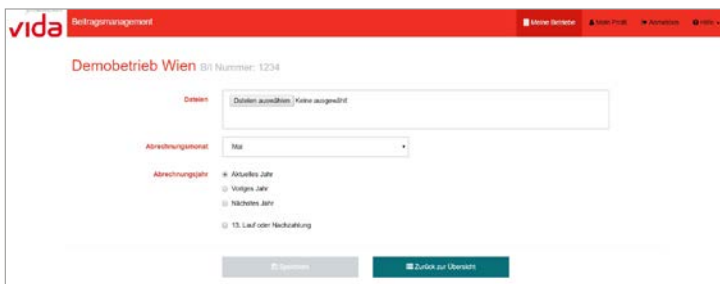 vida
Beitragsmanagement
Meine Betriebe
Mein Profil
Abmelden
Hilfe
Demobetrieb Wien B/I Nummer: 1234
Dateien
Dateien auswählen Keine ausgewählt
Abrechnungsmonat
Mai
Abrechnungsjahr
Aktuelles Jahr
Voriges Jahr
Nächstes Jahr
13. Lauf oder Nachzahlung
Speichern
Zurück zur Übersicht